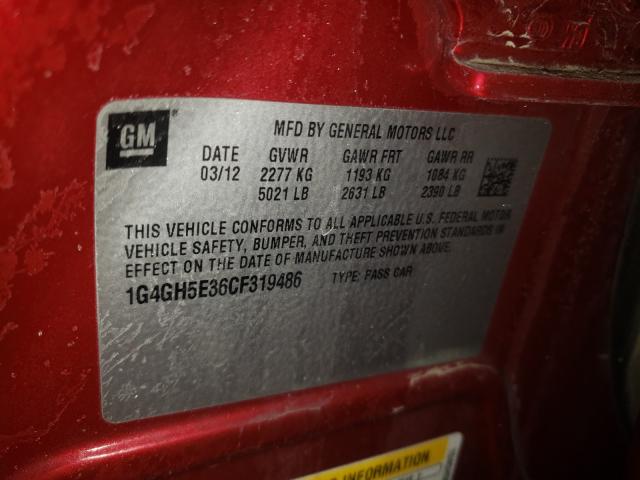 GM
MFD BY GENERAL MOTORS LLC
DATE GVWR GAWR FRT GAWR RR
03/12 2277 KG 1193 KG 1084 KG
5021 LB 2631 LB 2390 LB
THIS VEHICLE CONFORMS TO ALL APPLICABLE U.S. FEDERAL MOTOR
VEHICLE SAFETY, BUMPER, AND THEFT PREVENTION STANDARDS IN
EFFECT ON THE DATE OF MANUFACTURE SHOWN ABOVE.
1G4GH5E36CF319486 TYPE: PASS CAR
INFORMATION